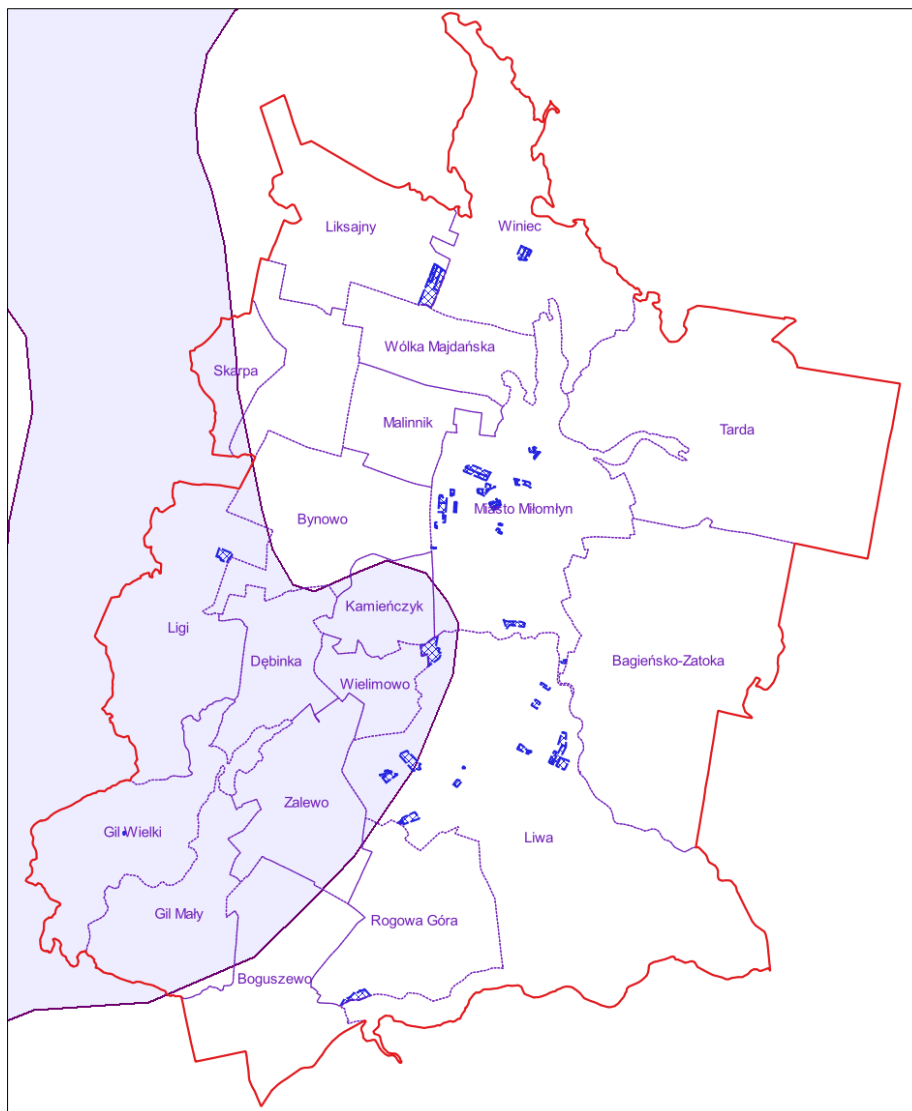 Liksajny
Winiec
Wólka Majdańska
Skarpa
Malinnik
Tarda
Miasto Miłomłyn
Bynowo
Kamieńczyk
Ligi
Dębinka
Bagieńsko-Zatoka
Wielimowo
Zalewo
Gil Wielki
Liwa
Gil Mały
Rogowa Góra
Boguszewo